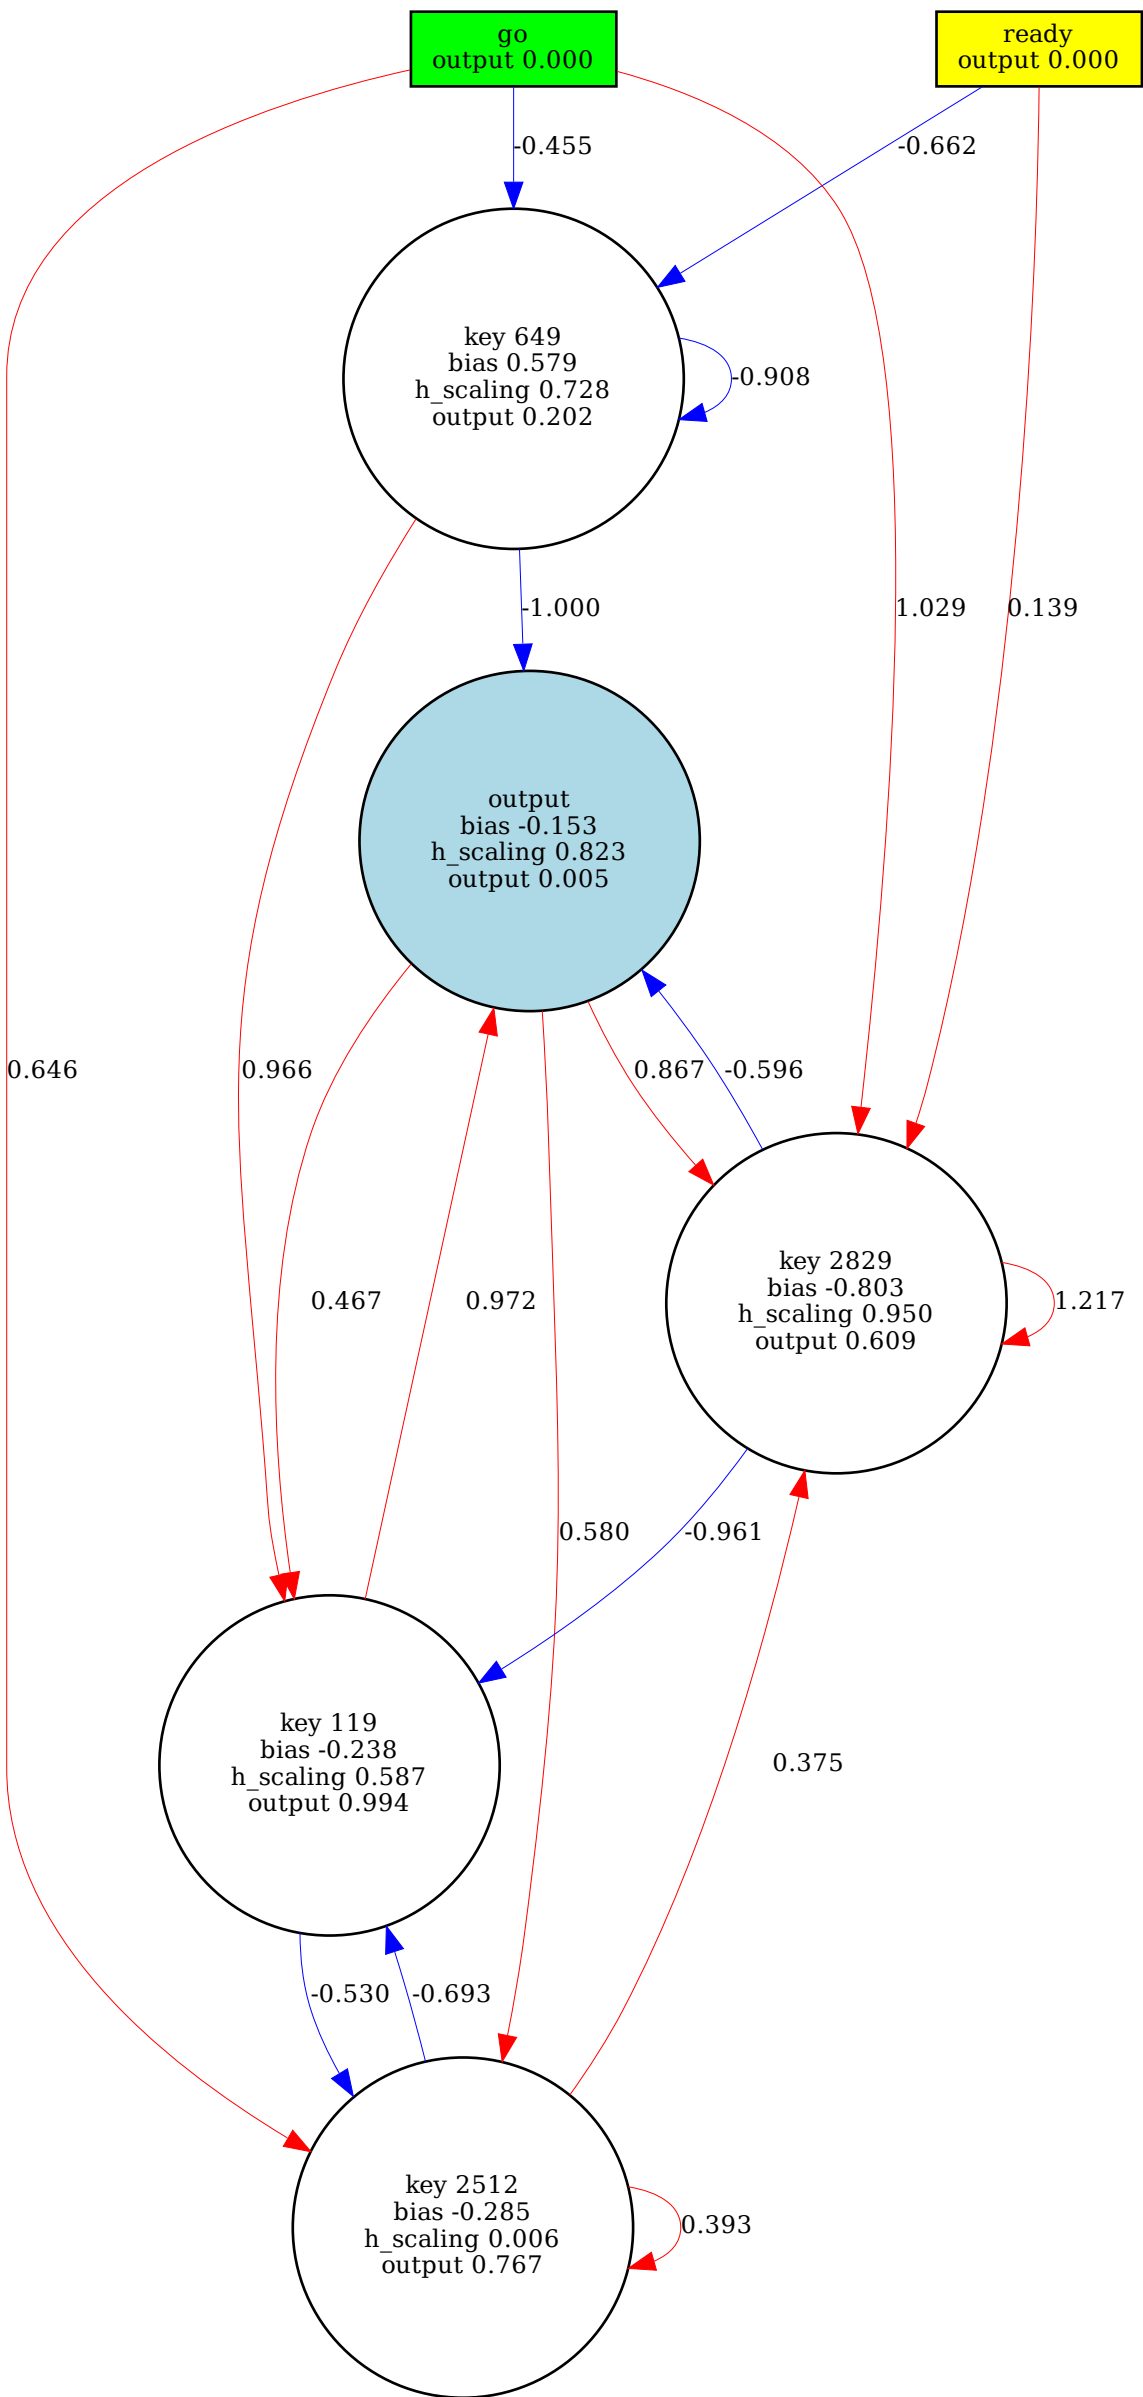 go
output 0.000
ready
output 0.000
-0.455
-0.662
key 649
bias 0.579
h_scaling 0.728
output 0.202
-0.908
-1.000
1.029
0.139
output
bias -0.153
h_scaling 0.823
output 0.005
0.646
0.966
0.867
-0.596
0.467
0.972
key 2829
bias -0.803
h_scaling 0.950
output 0.609
1.217
0.580
-0.961
key 119
bias -0.238
h_scaling 0.587
output 0.994
0.375
-0.530
-0.693
key 2512
bias -0.285
h_scaling 0.006
output 0.767
0.393